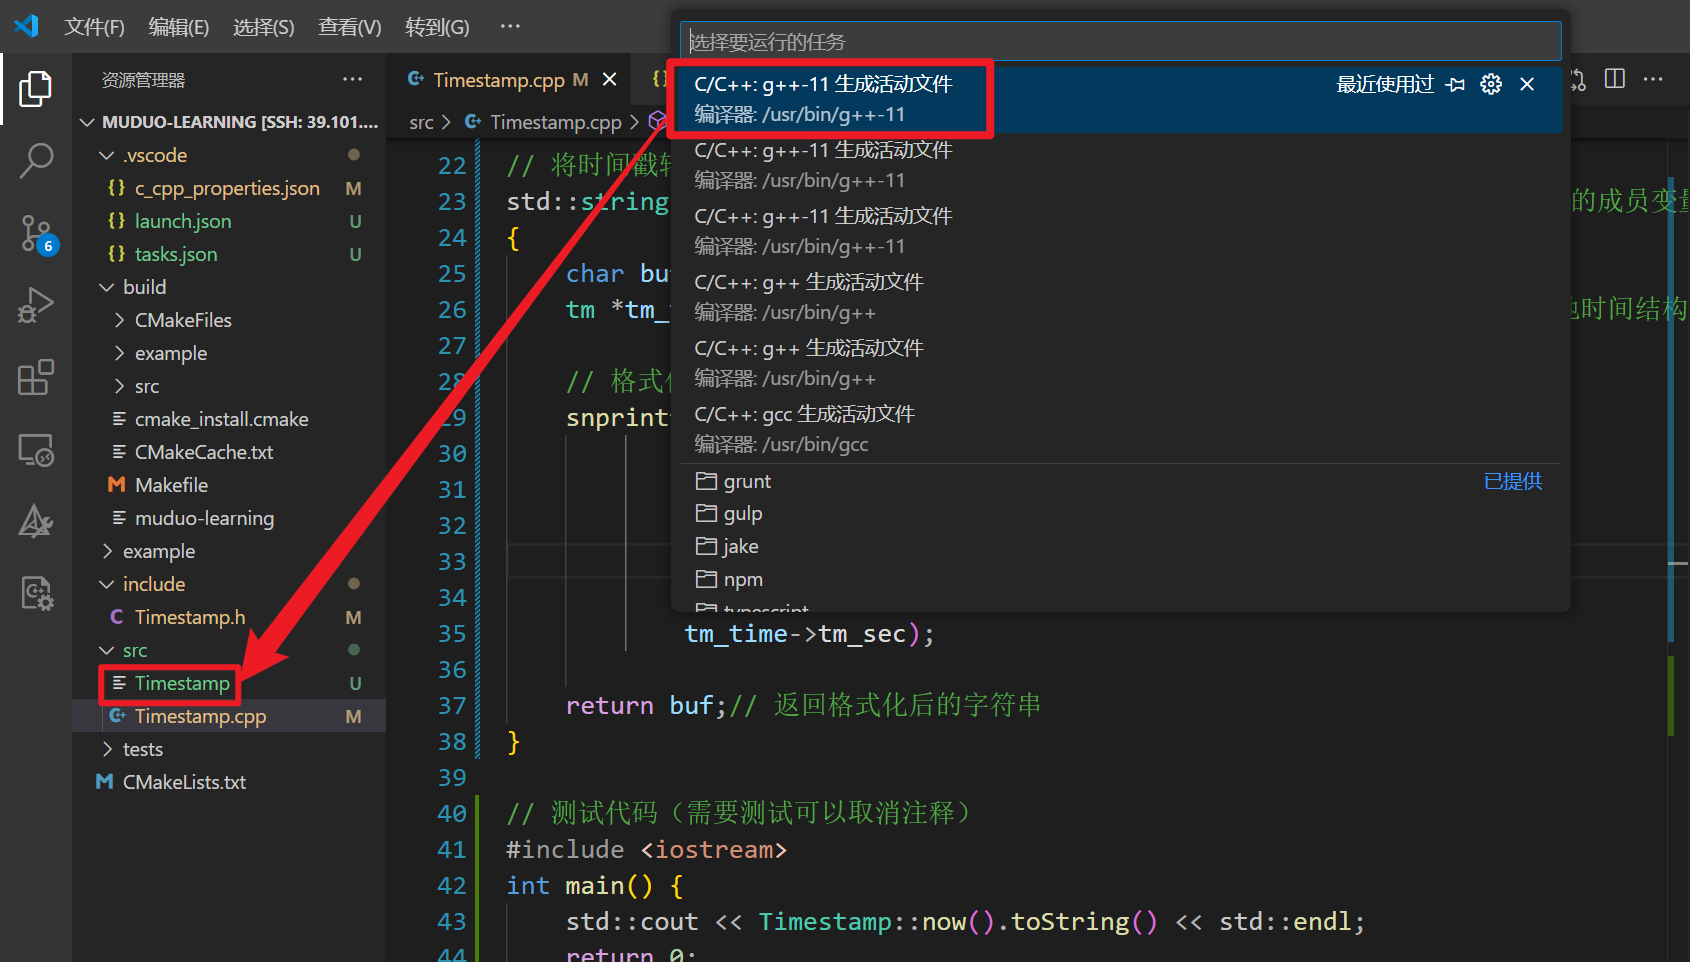 文件(F) 编辑(E) 选择(S) 查看(V) 转到(G) ···
选择要运行的任务
资源管理器 ···
Timestamp.cpp M
MUDUO-LEARNING [SSH: 39.101....
.vscode
c_cpp_properties.json M
launch.json U
tasks.json U
build
CMakeFiles
example
src
cmake_install.cmake
CMakeCache.txt
Makefile
muduo-learning
example
include
Timestamp.h M
src
Timestamp U
Timestamp.cpp M
tests
CMakeLists.txt
6
src > Timestamp.cpp >
C/C++: g++-11 生成活动文件 最近使用过
编译器: /usr/bin/g++-11
C/C++: g++-11 生成活动文件
编译器: /usr/bin/g++-11
C/C++: g++-11 生成活动文件
编译器: /usr/bin/g++-11
C/C++: g++ 生成活动文件
编译器: /usr/bin/g++
C/C++: g++ 生成活动文件
编译器: /usr/bin/g++
C/C++: gcc 生成活动文件
编译器: /usr/bin/gcc
grunt 已提供
gulp
jake
npm
typescript
22 // 将时间戳转
23 std::string 的成员变量
24 {
25 char bu
26 tm *tm_ 时间结构
27
28 // 格式化
29 snprint
30
31
32
33
34
35 tm_time->tm_sec);
36
37 return buf;// 返回格式化后的字符串
38 }
39
40 // 测试代码（需要测试可以取消注释）
41 #include <iostream>
42 int main() {
43 std::cout << Timestamp::now().toString() << std::endl;
44 return 0;